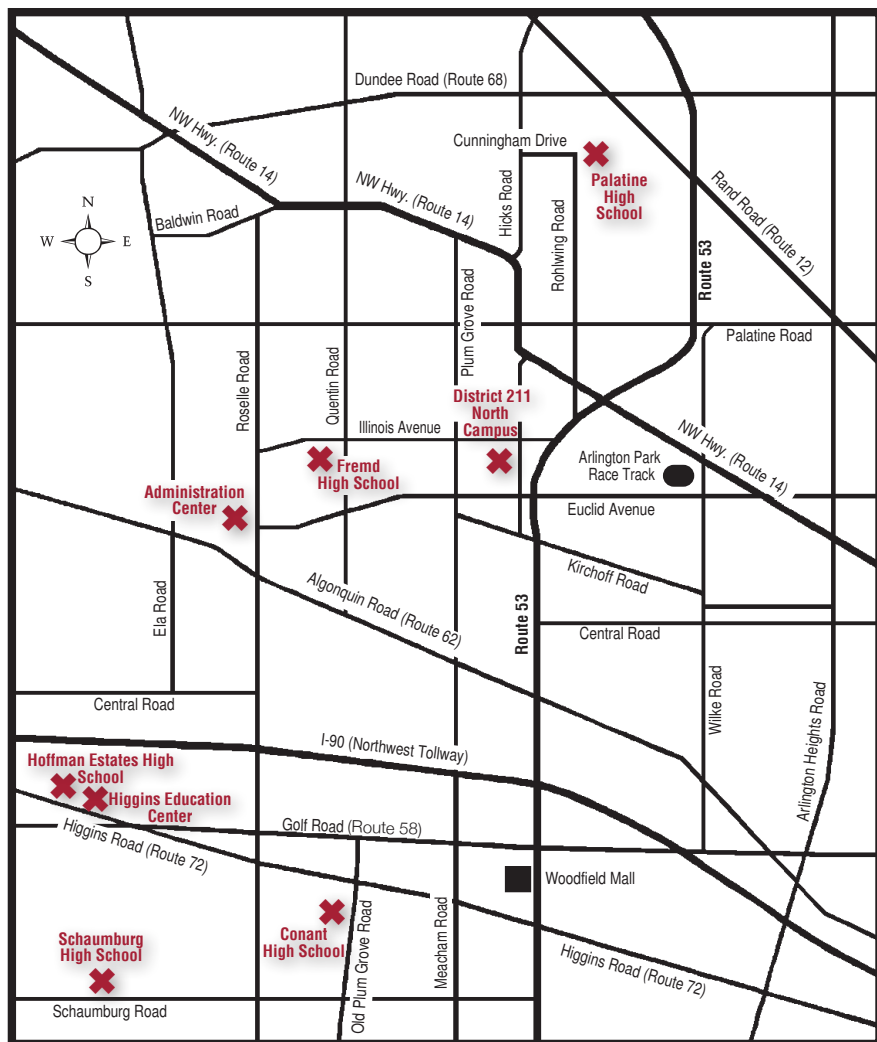 Dundee Road (Route 68)
NW Hwy. (Route 14)
Cunningham Drive
Palatine
High
School
N
W
E
S
Baldwin Road
NW Hwy. (Route 14)
Hicks Road
Rohlwing Road
Rand Road (Route 12)
Route 53
Plum Grove Road
Palatine Road
Roselle Road
Quentin Road
District 211
North
Campus
Illinois Avenue
NW Hwy. (Route 14)
Fremd
High School
Arlington Park
Race Track
Administration
Center
Euclid Avenue
Kirchoff Road
Algonquin Road (Route 62)
Ela Road
Route 53
Central Road
Wilke Road
Arlington Heights Road
Central Road
I-90 (Northwest Tollway)
Hoffman Estates High
School
Higgins Education
Center
Golf Road (Route 58)
Higgins Road (Route 72)
Woodfield Mall
Conant
High School
Old Plum Grove Road
Meacham Road
Schaumburg
High School
Higgins Road (Route 72)
Schaumburg Road